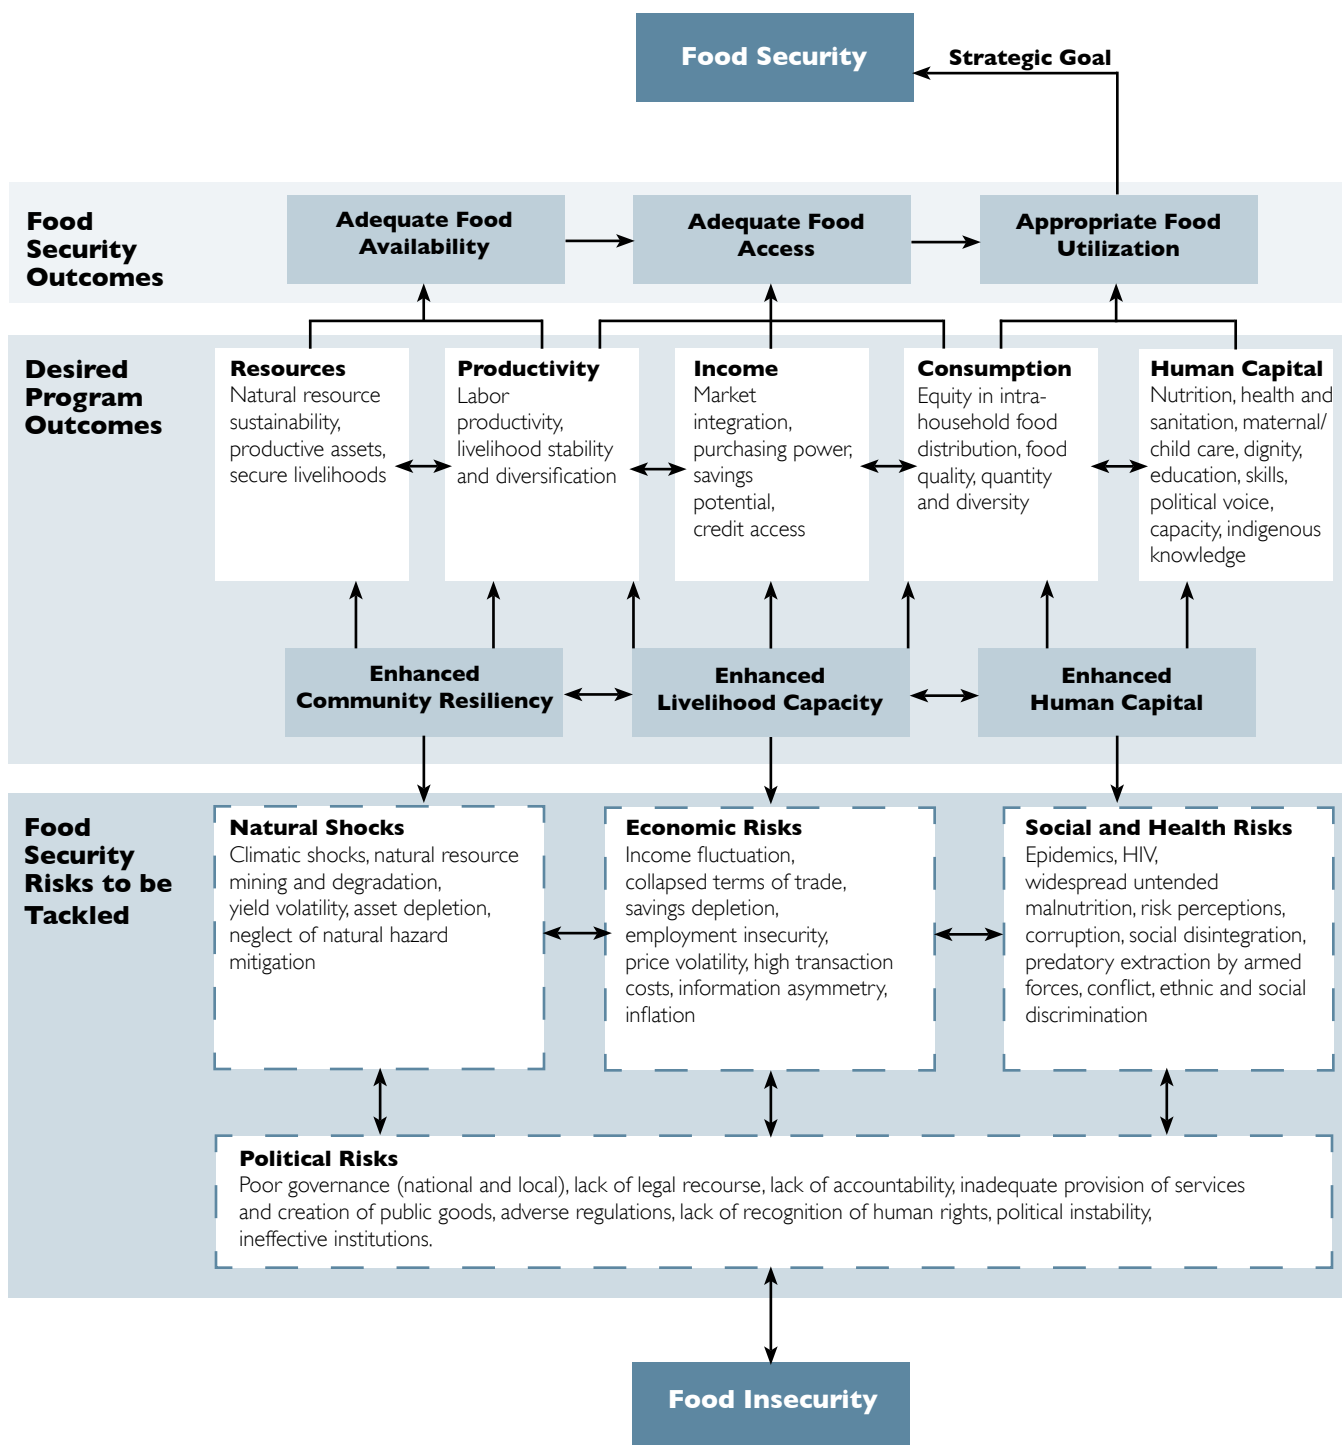 Food Security
Strategic Goal
Food
Security
Outcomes
Adequate Food
Availability
Adequate Food
Access
Appropriate Food
Utilization
Desired
Program
Outcomes
Resources
Natural resource
sustainability,
productive assets,
secure livelihoods
Productivity
Labor
productivity,
livelihood stability
and diversification
Income
Market
integration,
purchasing power,
savings
potential,
credit access
Consumption
Equity in intra-
household food
distribution, food
quality, quantity
and diversity
Human Capital
Nutrition, health and
sanitation, maternal/
child care, dignity,
education, skills,
political voice,
capacity, indigenous
knowledge
Enhanced
Community Resiliency
Enhanced
Livelihood Capacity
Enhanced
Human Capital
Food
Security
Risks to be
Tackled
Natural Shocks
Climatic shocks, natural resource
mining and degradation,
yield volatility, asset depletion,
neglect of natural hazard
mitigation
Economic Risks
Income fluctuation,
collapsed terms of trade,
savings depletion,
employment insecurity,
price volatility, high transaction
costs, information asymmetry,
inflation
Social and Health Risks
Epidemics, HIV,
widespread untended
malnutrition, risk perceptions,
corruption, social disintegration,
predatory extraction by armed
forces, conflict, ethnic and social
discrimination
Political Risks
Poor governance (national and local), lack of legal recourse, lack of accountability, inadequate provision of services
and creation of public goods, adverse regulations, lack of recognition of human rights, political instability,
ineffective institutions.
Food Insecurity